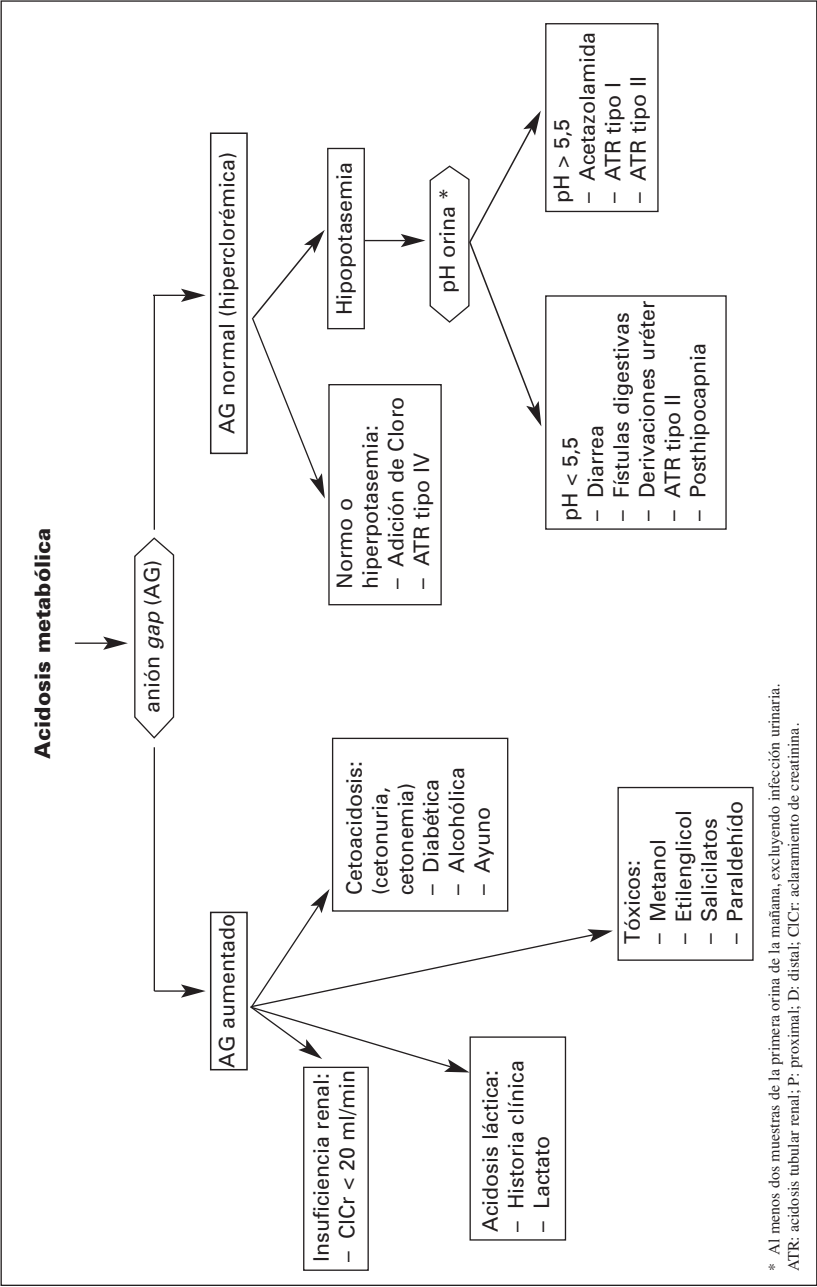 Acidosis metabólica
anión gap (AG)
AG aumentado
AG normal (hiperclorémica)
Insuficiencia renal:
– ClCr < 20 ml/min
Cetoacidosis:
(cetonuria,
cetonemia)
– Diabética
– Alcohólica
– Ayuno
Acidosis láctica:
– Historia clínica
– Lactato
Tóxicos:
– Metanol
– Etilenglicol
– Salicilatos
– Paraldehído
Normo o
hiperpotasemia:
– Adición de Cloro
– ATR tipo IV
Hipopotasemia
pH orina *
pH < 5,5
– Diarrea
– Fístulas digestivas
– Derivaciones uréter
– ATR tipo II
– Posthipocapnia
pH > 5,5
– Acetazolamida
– ATR tipo I
– ATR tipo II
* Al menos dos muestras de la primera orina de la mañana, excluyendo infección urinaria.
ATR: acidosis tubular renal; P: proximal; D: distal; ClCr: aclaramiento de creatinina.